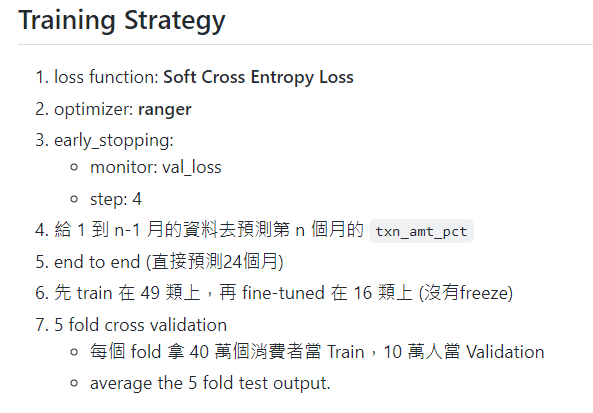 Training Strategy
1. loss function: Soft Cross Entropy Loss
2. optimizer: ranger
3. early_stopping:
monitor: val_loss
step: 4
4. 給 1 到 n-1 月的資料去預測第 n 個月的 txn_amt_pct
5. end to end (直接預測24個月)
6. 先 train 在 49 類上，再 fine-tuned 在 16 類上 (沒有freeze)
7. 5 fold cross validation
每個 fold 拿 40 萬個消費者當 Train，10 萬人當 Validation
average the 5 fold test output.